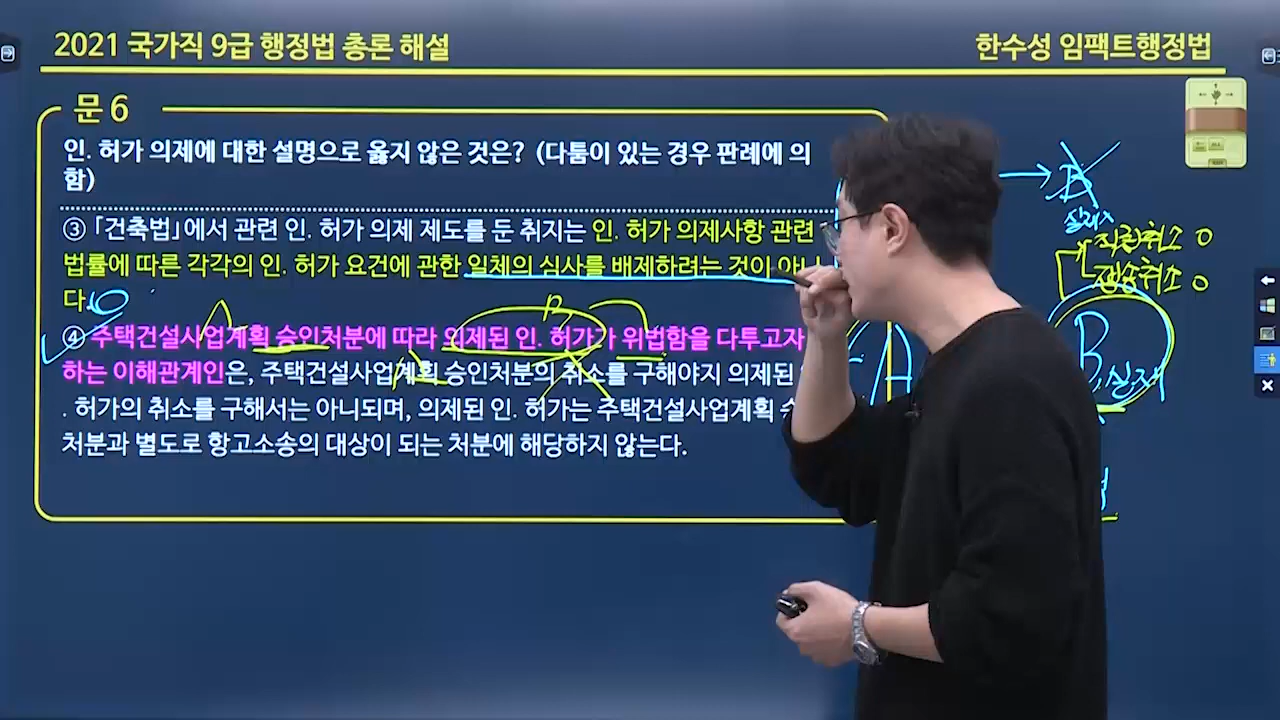 2021 국가직 9급 행정법 총론 해설
한수성 임팩트행정법
문 6
인. 허가 의제에 대한 설명으로 옳지 않은 것은? (다툼이 있는 경우 판례에 의
함)
③ 「건축법」에서 관련 인. 허가 의제 제도를 둔 취지는 인. 허가 의제사항 관련
법률에 따른 각각의 인. 허가 요건에 관한 일체의 심사를 배제하려는 것이 아니
다.
④ 주택건설사업계획 승인처분에 따라 의제된 인. 허가가 위법함을 다투고자
하는 이해관계인은, 주택건설사업계획 승인처분의 취소를 구해야지 의제된
. 허가의 취소를 구해서는 아니되며, 의제된 인. 허가는 주택건설사업계획
처분과 별도로 항고소송의 대상이 되는 처분에 해당하지 않는다.
A
B
A
B
실재x
직권취소 O
쟁송취소 O
A
B, 실재